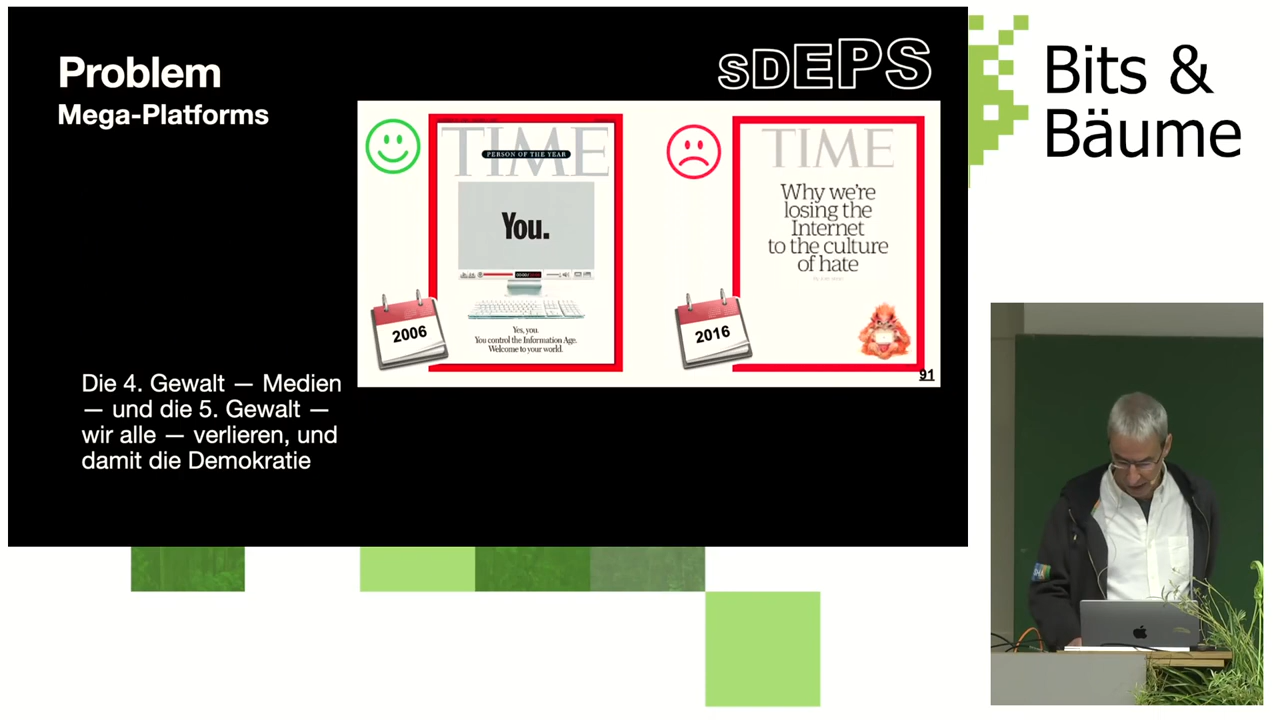 Problem
Mega-Platforms
sDEPS
TIME
PERSON OF THE YEAR
You.
Yes, you.
You control the Information Age.
Welcome to your world.
2006
TIME
Why we're
losing the
Internet
to the culture
of hate
2016
91
Die 4. Gewalt — Medien
— und die 5. Gewalt —
wir alle — verlieren, und
damit die Demokratie
Bits &
Bäume